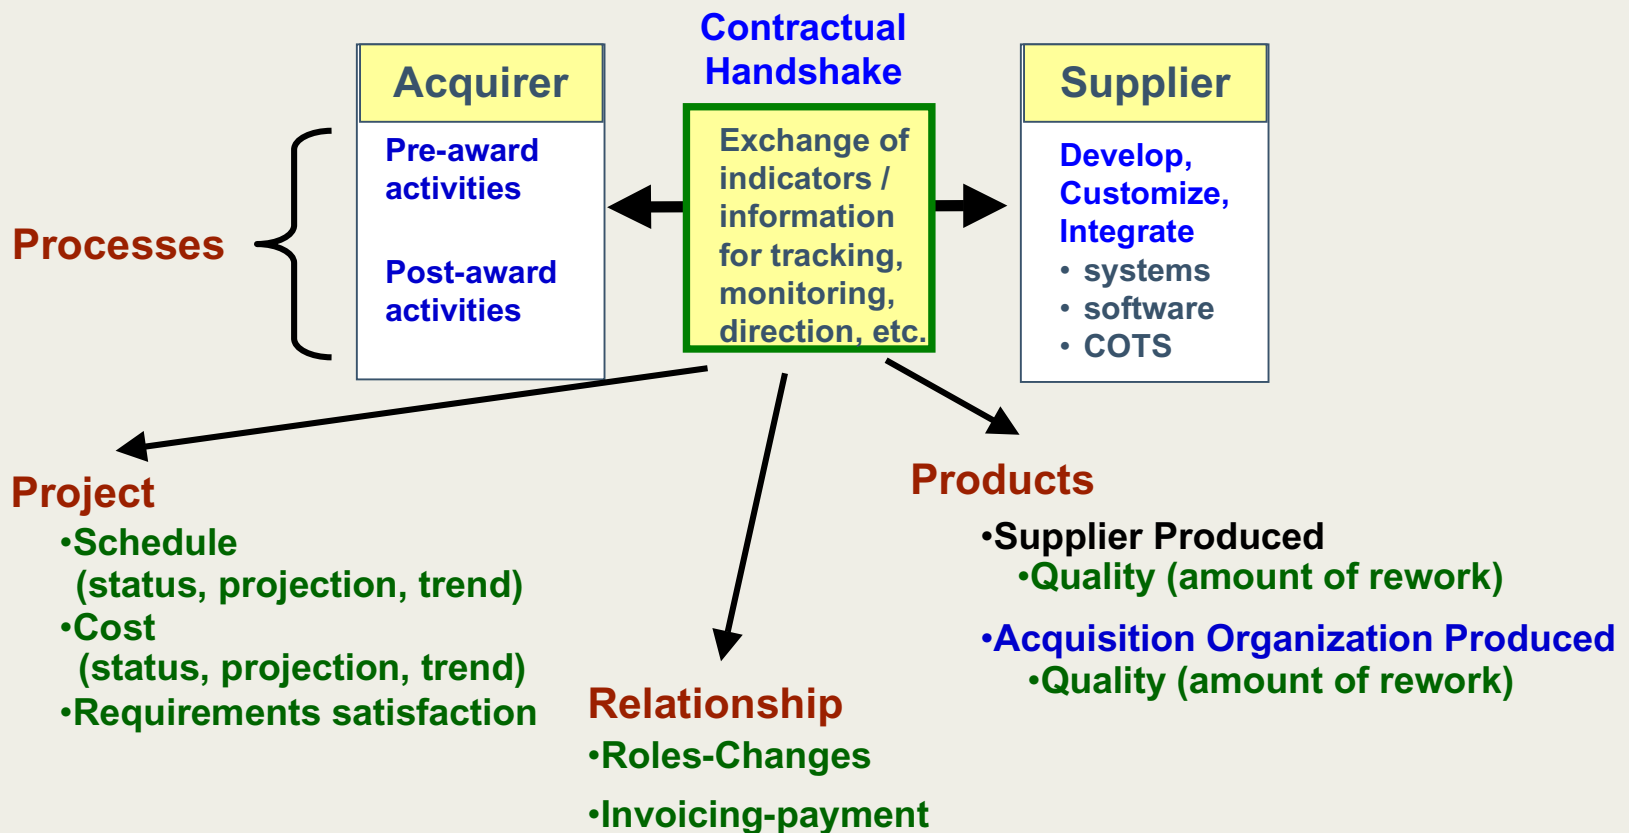 Contractual
Handshake
Acquirer
Pre-award
activities
Post-award
activities
Processes
Exchange of
indicators /
information
for tracking,
monitoring,
direction, etc.
Supplier
Develop,
Customize,
Integrate
• systems
• software
• COTS
Project
•Schedule
(status, projection, trend)
•Cost
(status, projection, trend)
•Requirements satisfaction
Relationship
•Roles-Changes
•Invoicing-payment
Products
•Supplier Produced
•Quality (amount of rework)
•Acquisition Organization Produced
•Quality (amount of rework)